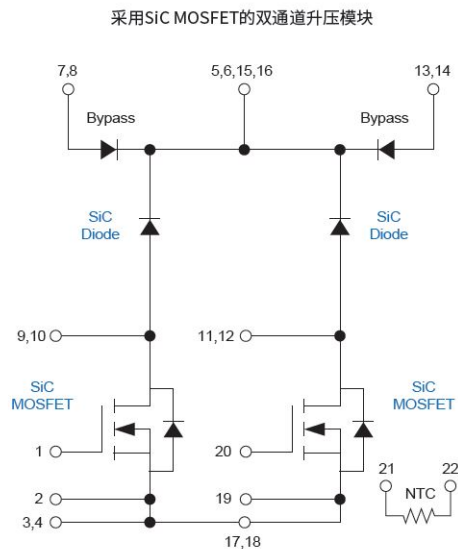 采用SiC MOSFET的双通道升压模块
7,8
5,6,15,16
13,14
Bypass
Bypass
SiC
Diode
SiC
Diode
9,10
11,12
SiC
MOSFET
SiC
MOSFET
1
20
21
22
2
19
NTC
3,4
17,18